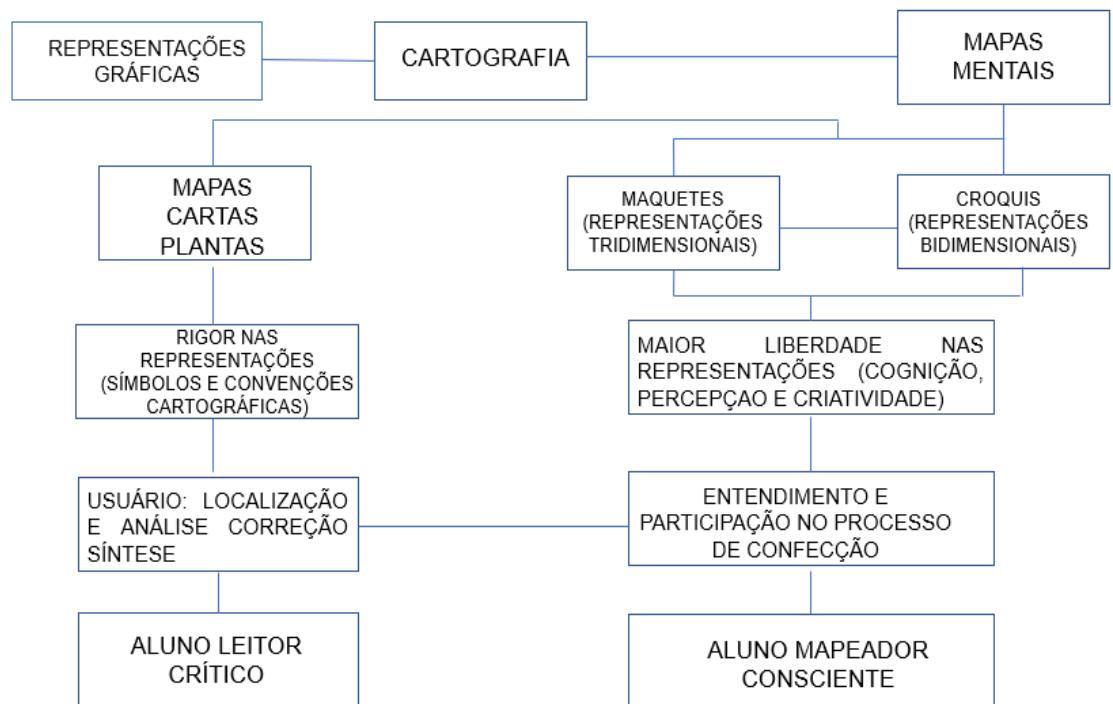 REPRESENTAÇÕES
GRÁFICAS
CARTOGRAFIA
MAPAS
MENTAIS
MAPAS
CARTAS
PLANTAS
MAQUETES
(REPRESENTAÇÕES
TRIDIMENSIONAIS)
CROQUIS
(REPRESENTAÇÕES
BIDIMENSIONAIS)
RIGOR NAS
REPRESENTAÇÕES
(SÍMBOLOS E CONVENÇÕES
CARTOGRÁFICAS)
MAIOR LIBERDADE NAS
REPRESENTAÇÕES (COGNIÇÃO,
PERCEPÇAO E CRIATIVIDADE)
USUÁRIO: LOCALIZAÇÃO
E ANÁLISE CORREÇÃO
SÍNTESE
ENTENDIMENTO E
PARTICIPAÇÃO NO PROCESSO
DE CONFECÇÃO
ALUNO LEITOR
CRÍTICO
ALUNO MAPEADOR
CONSCIENTE